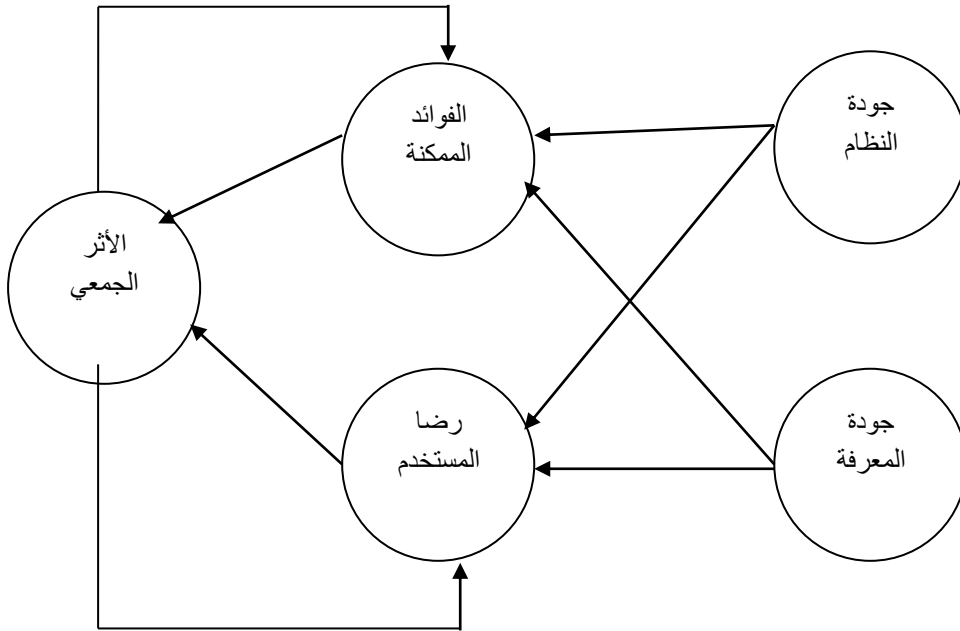 جودة
النظام
الفوائد
الممكنة
الأثر
الجمعي
جودة
المعرفة
رضا
المستخدم